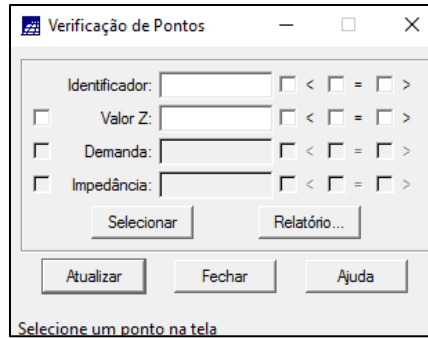 Verificação de Pontos
Identificador: < = >
Valor Z: < = >
Demanda: < = >
Impedância: < = >
Selecionar Relatório...
Atualizar Fechar Ajuda
Selecione um ponto na tela